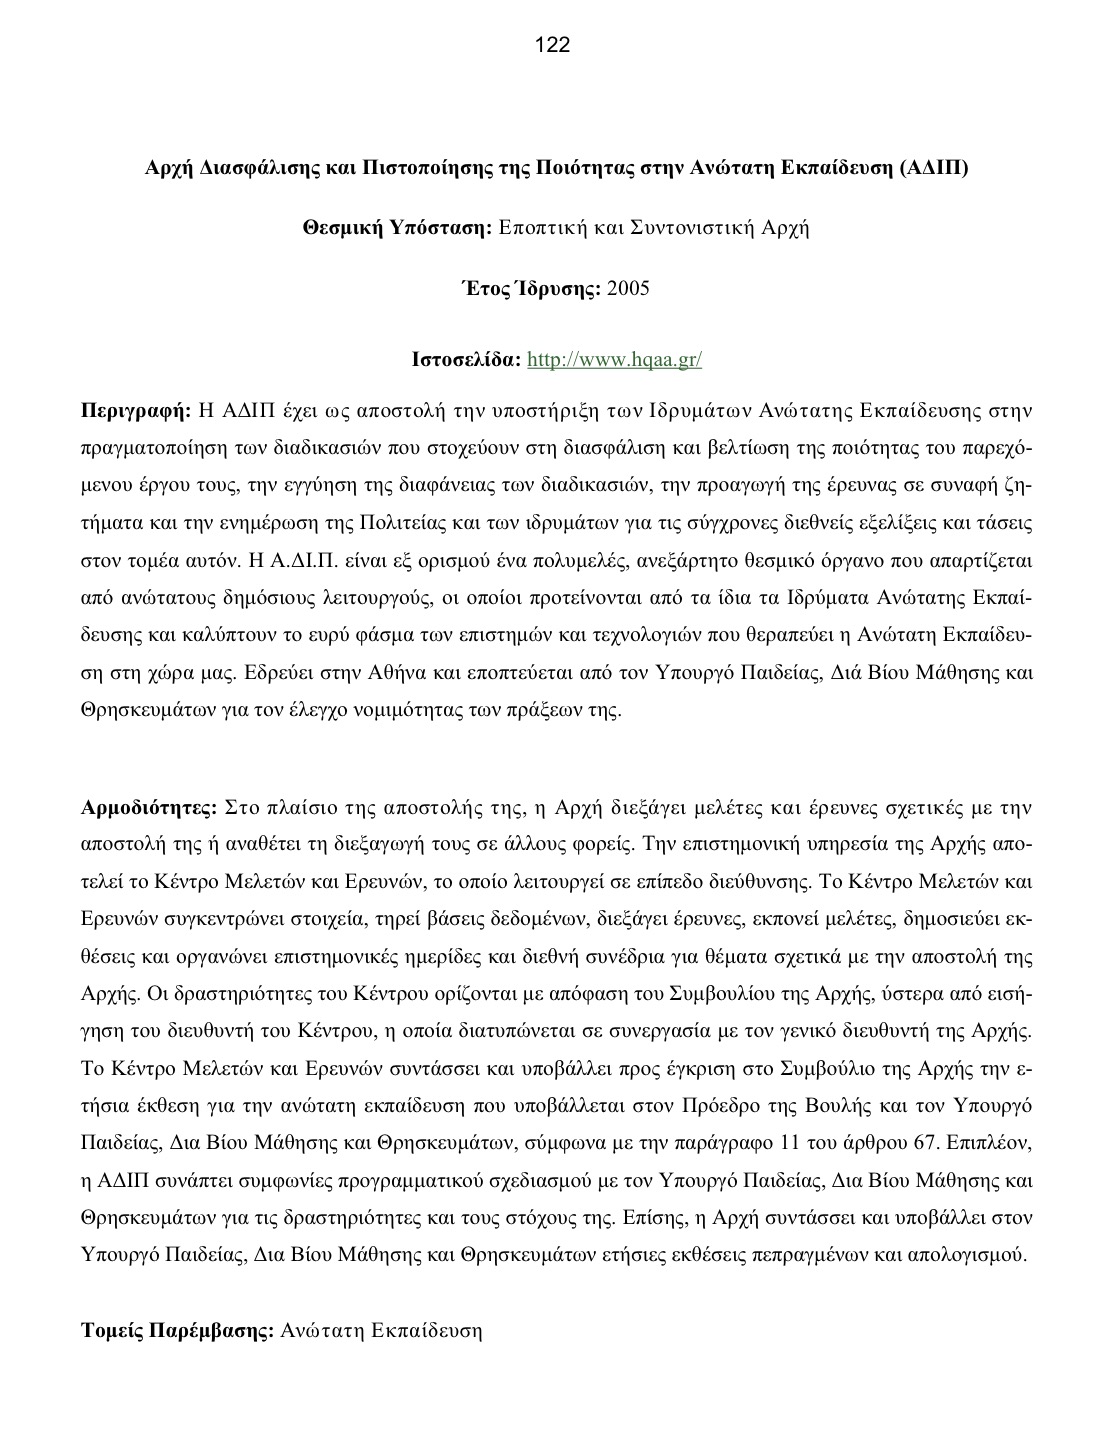 122
Αρχή Διασφάλισης και Πιστοποίησης της Ποιότητας στην Ανώτατη Εκπαίδευση (ΑΔΙΠ)
Θεσμική Υπόσταση: Εποπτική και Συντονιστική Αρχή
Έτος Ίδρυσης: 2005
Ιστοσελίδα: http://www.hqaa.gr/
Περιγραφή: Η ΑΔΙΠ έχει ως αποστολή την υποστήριξη των Ιδρυμάτων Ανώτατης Εκπαίδευσης στην
πραγματοποίηση των διαδικασιών που στοχεύουν στη διασφάλιση και βελτίωση της ποιότητας του παρεχό-
μενου έργου τους, την εγγύηση της διαφάνειας των διαδικασιών, την προαγωγή της έρευνας σε συναφή ζη-
τήματα και την ενημέρωση της Πολιτείας και των ιδρυμάτων για τις σύγχρονες διεθνείς εξελίξεις και τάσεις
στον τομέα αυτόν. Η Α.ΔΙ.Π. είναι εξ ορισμού ένα πολυμελές, ανεξάρτητο θεσμικό όργανο που απαρτίζεται
από ανώτατους δημόσιους λειτουργούς, οι οποίοι προτείνονται από τα ίδια τα Ιδρύματα Ανώτατης Εκπαί-
δευσης και καλύπτουν το ευρύ φάσμα των επιστημών και τεχνολογιών που θεραπεύει η Ανώτατη Εκπαίδευ-
ση στη χώρα μας. Εδρεύει στην Αθήνα και εποπτεύεται από τον Υπουργό Παιδείας, Διά Βίου Μάθησης και
Θρησκευμάτων για τον έλεγχο νομιμότητας των πράξεων της.
Αρμοδιότητες: Στο πλαίσιο της αποστολής της, η Αρχή διεξάγει μελέτες και έρευνες σχετικές με την
αποστολή της ή αναθέτει τη διεξαγωγή τους σε άλλους φορείς. Την επιστημονική υπηρεσία της Αρχής απο-
τελεί το Κέντρο Μελετών και Ερευνών, το οποίο λειτουργεί σε επίπεδο διεύθυνσης. Το Κέντρο Μελετών και
Ερευνών συγκεντρώνει στοιχεία, τηρεί βάσεις δεδομένων, διεξάγει έρευνες, εκπονεί μελέτες, δημοσιεύει εκ-
θέσεις και οργανώνει επιστημονικές ημερίδες και διεθνή συνέδρια για θέματα σχετικά με την αποστολή της
Αρχής. Οι δραστηριότητες του Κέντρου ορίζονται με απόφαση του Συμβουλίου της Αρχής, ύστερα από εισή-
γηση του διευθυντή του Κέντρου, η οποία διατυπώνεται σε συνεργασία με τον γενικό διευθυντή της Αρχής.
Το Κέντρο Μελετών και Ερευνών συντάσσει και υποβάλλει προς έγκριση στο Συμβούλιο της Αρχής την ε-
τήσια έκθεση για την ανώτατη εκπαίδευση που υποβάλλεται στον Πρόεδρο της Βουλής και τον Υπουργό
Παιδείας, Δια Βίου Μάθησης και Θρησκευμάτων, σύμφωνα με την παράγραφο 11 του άρθρου 67. Επιπλέον,
η ΑΔΙΠ συνάπτει συμφωνίες προγραμματικού σχεδιασμού με τον Υπουργό Παιδείας, Δια Βίου Μάθησης και
Θρησκευμάτων για τις δραστηριότητες και τους στόχους της. Επίσης, η Αρχή συντάσσει και υποβάλλει στον
Υπουργό Παιδείας, Δια Βίου Μάθησης και Θρησκευμάτων ετήσιες εκθέσεις πεπραγμένων και απολογισμού.
Τομείς Παρέμβασης: Ανώτατη Εκπαίδευση